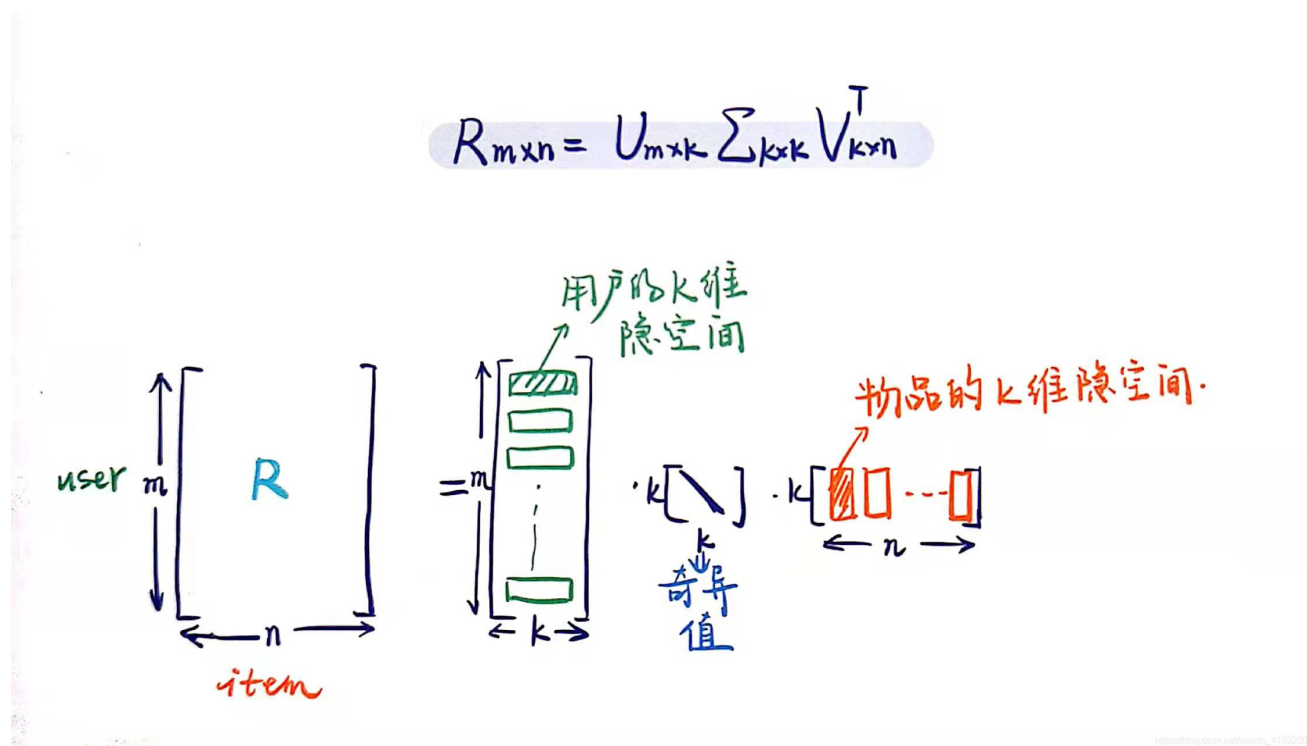 Rm×n = Um×k Σk×k V^T k×n
用户的k维
隐空间
物品的k维隐空间.
user m
R
= m
· k
· k
...
n
k
奇异
值
n
k
item